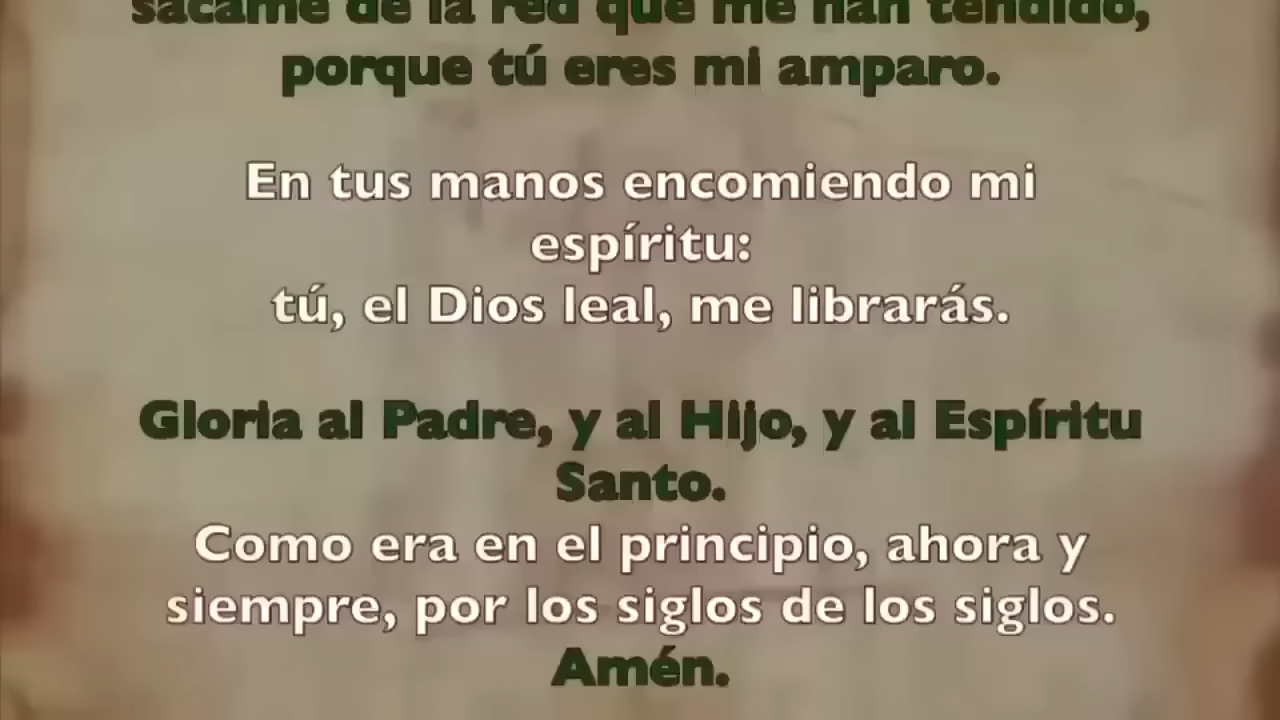 sácame de la red que me han tendido,
porque tú eres mi amparo.
En tus manos encomiendo mi
espíritu:
tú, el Dios leal, me librarás.
Gloria al Padre, y al Hijo, y al Espíritu
Santo.
Como era en el principio, ahora y
siempre, por los siglos de los siglos.
Amén.